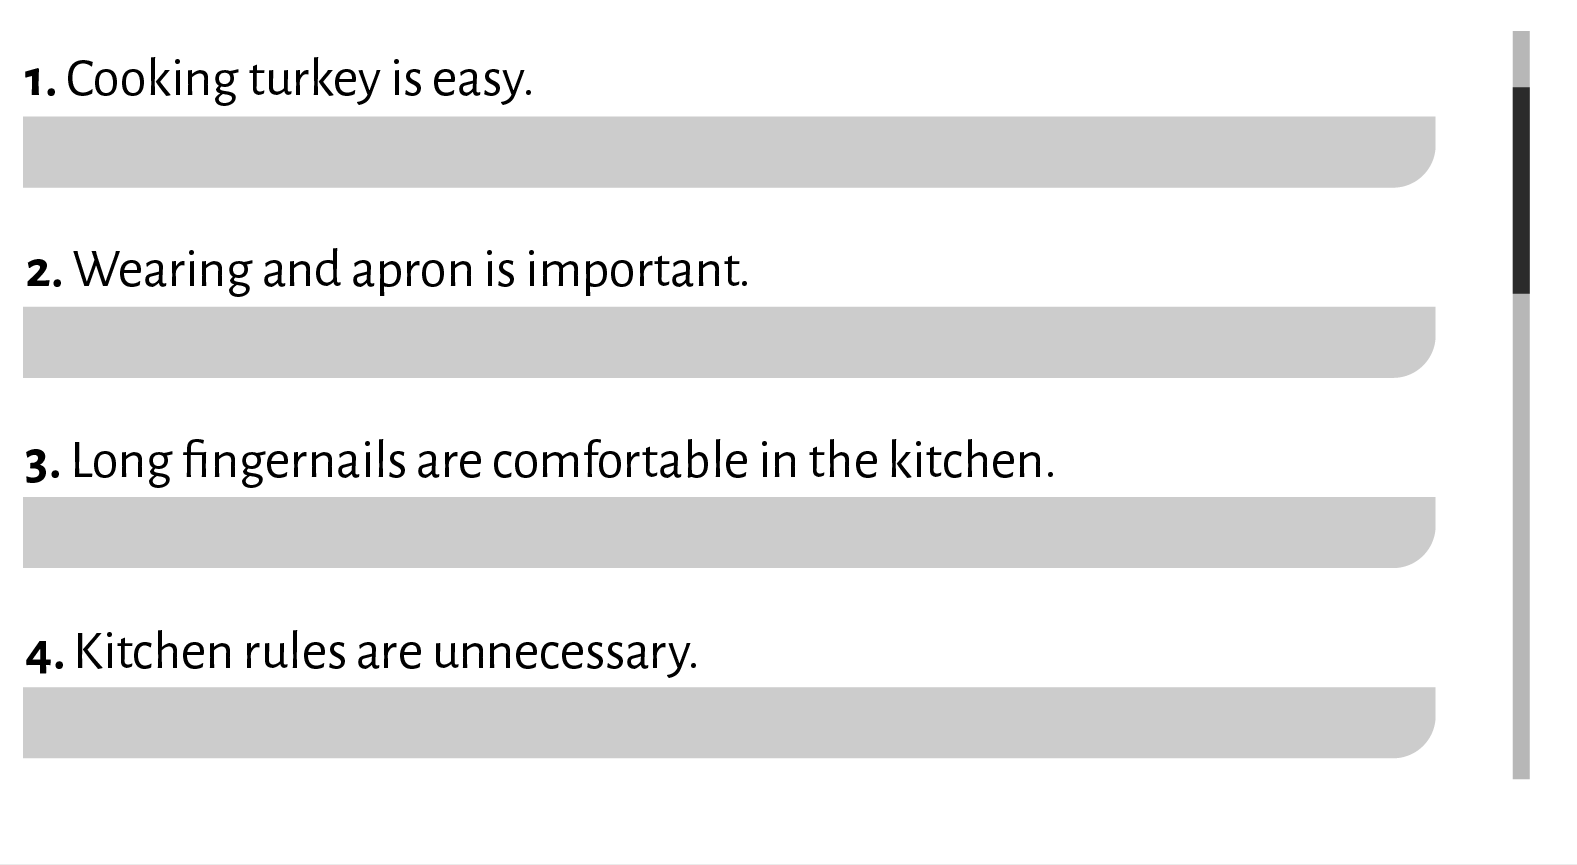 1. Cooking turkey is easy.
2. Wearing and apron is important.
3. Long fingernails are comfortable in the kitchen.
4. Kitchen rules are unnecessary.